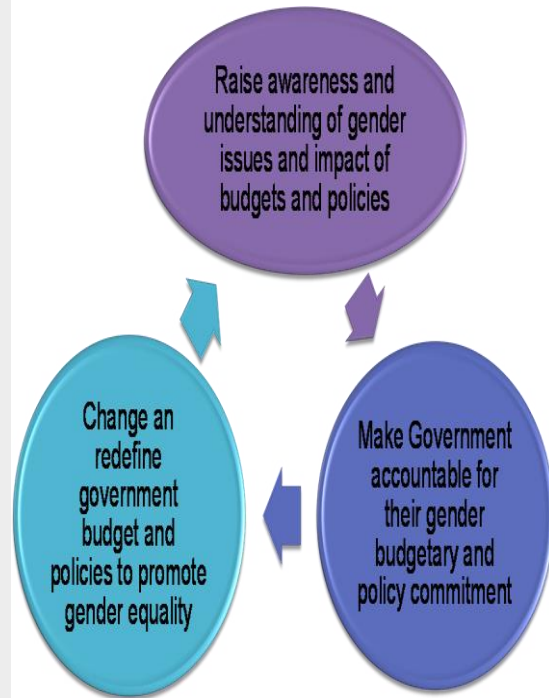 Raise awareness and
understanding of gender
issues and impact of
budgets and policies
Make Government
accountable for
their gender
budgetary and
policy commitment
Change an
redefine
government
budget and
policies to promote
gender equality